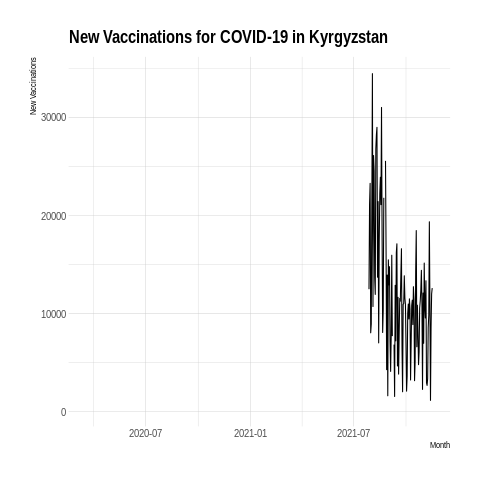 New Vaccinations for COVID-19 in Kyrgyzstan
New Vaccinations
30000
20000
10000
0
2020-07 2021-01 2021-07
Month